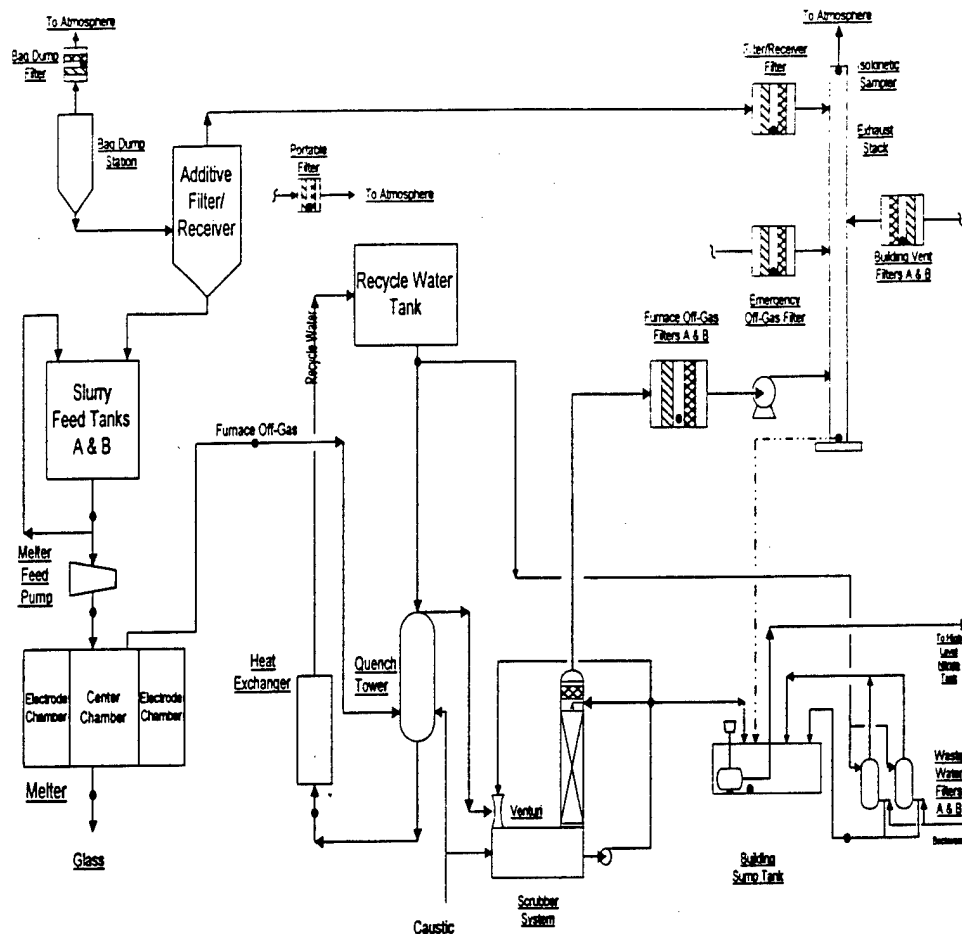 To Atmosphere
Bag Dump
Filter
Bag Dump
Station
Additive
Filter/
Receiver
Portable
Filter
To Atmosphere
To Atmosphere
Filter/Receiver
Filter
Isokinetic
Sampler
Exhaust
Stack
Building Vent
Filters A & B
Emergency
Off-Gas Filter
Furnace Off-Gas
Filters A & B
Recycle Water
Tank
Recycle Water
Slurry
Feed Tanks
A & B
Furnace Off-Gas
Melter
Feed
Pump
Electrode
Chamber
Center
Chamber
Electrode
Chamber
Melter
Glass
Heat
Exchanger
Quench
Tower
Venturi
Scrubber
System
Caustic
Building
Sump Tank
To High
Level
Nitrate
Tank
Waste
Water
Filters
A & B